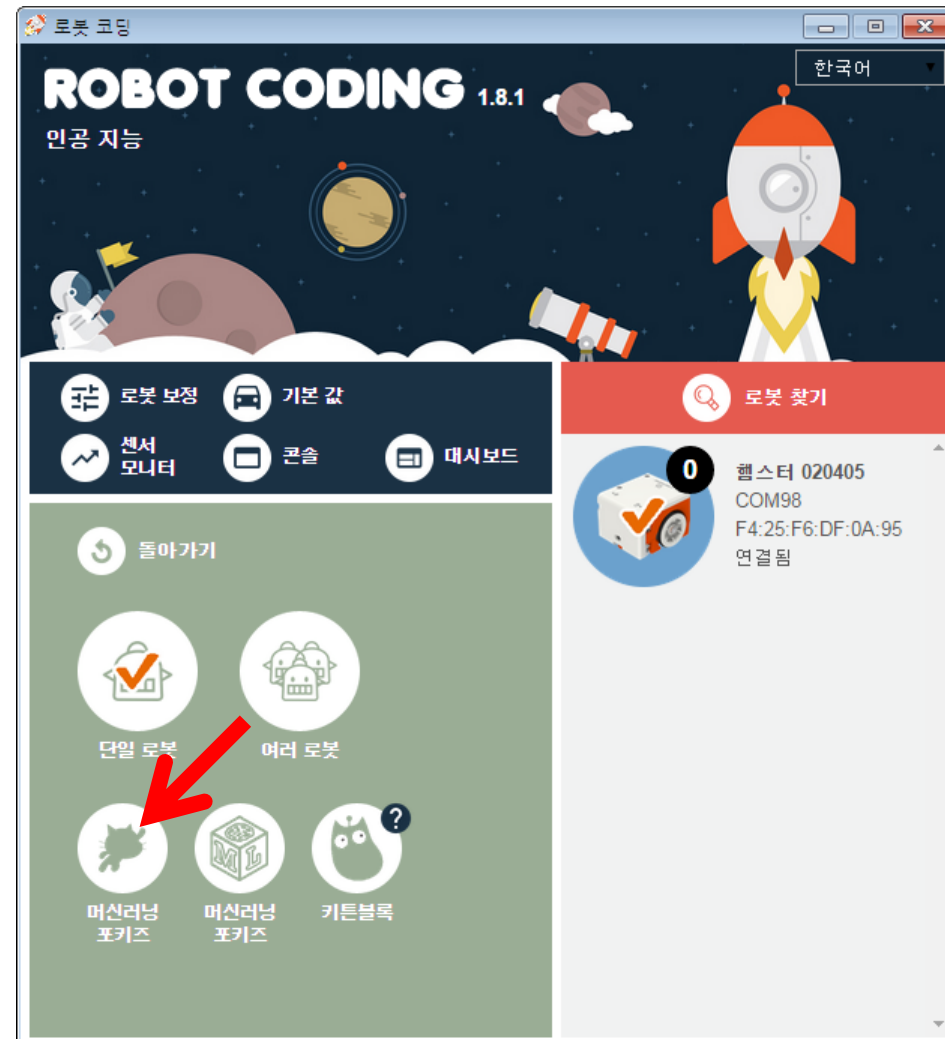 로봇 코딩
ROBOT CODING 1.8.1
한국어
인공 지능
로봇 보정
기본 값
센서
모니터
콘솔
대시보드
로봇 찾기
0
햄스터 020405
COM98
F4:25:F6:DF:0A:95
연결됨
돌아가기
단일 로봇
여러 로봇
ML
?
머신러닝
포키즈
머신러닝
포키즈
키튼블록